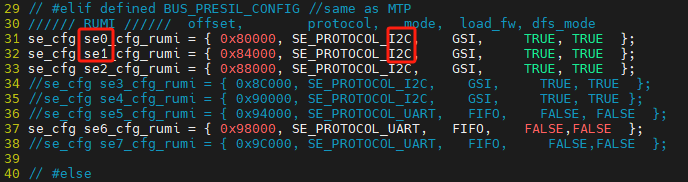 29 // #elif defined BUS_PRESIL_CONFIG //same as MTP
30 ////// RUMI ////// offset, protocol, mode, load_fw, dfs_mode
31 se_cfg se0_cfg_rumi = { 0x80000, SE_PROTOCOL_I2C, GSI, TRUE, TRUE };
32 se_cfg se1_cfg_rumi = { 0x84000, SE_PROTOCOL_I2C, GSI, TRUE, TRUE };
33 se_cfg se2_cfg_rumi = { 0x88000, SE_PROTOCOL_I2C, GSI, TRUE, TRUE };
34 //se_cfg se3_cfg_rumi = { 0x8C000, SE_PROTOCOL_I2C, GSI, TRUE, TRUE };
35 //se_cfg se4_cfg_rumi = { 0x90000, SE_PROTOCOL_I2C, GSI, TRUE, TRUE };
36 //se_cfg se5_cfg_rumi = { 0x94000, SE_PROTOCOL_UART, FIFO, FALSE, FALSE };
37 se_cfg se6_cfg_rumi = { 0x98000, SE_PROTOCOL_UART, FIFO, FALSE,FALSE };
38 //se_cfg se7_cfg_rumi = { 0x9C000, SE_PROTOCOL_UART, FIFO, FALSE,FALSE };
39
40 // #else